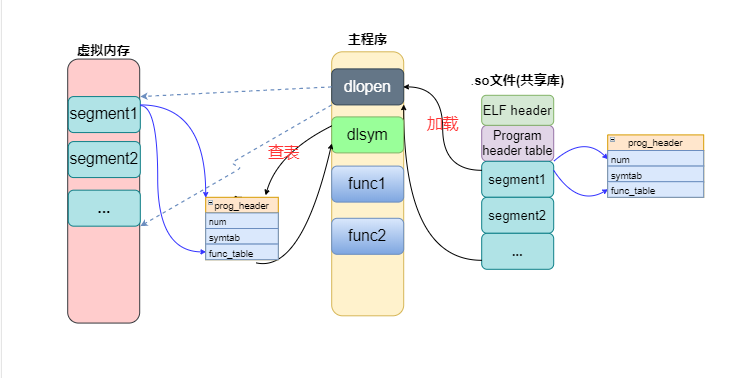 虚拟内存
segment1
segment2
...
prog_header
num
symtab
func_table
查表
主程序
dlopen
dlsym
func1
func2
加载
.so文件(共享库)
ELF header
Program
header table
segment1
segment2
...
prog_header
num
symtab
func_table